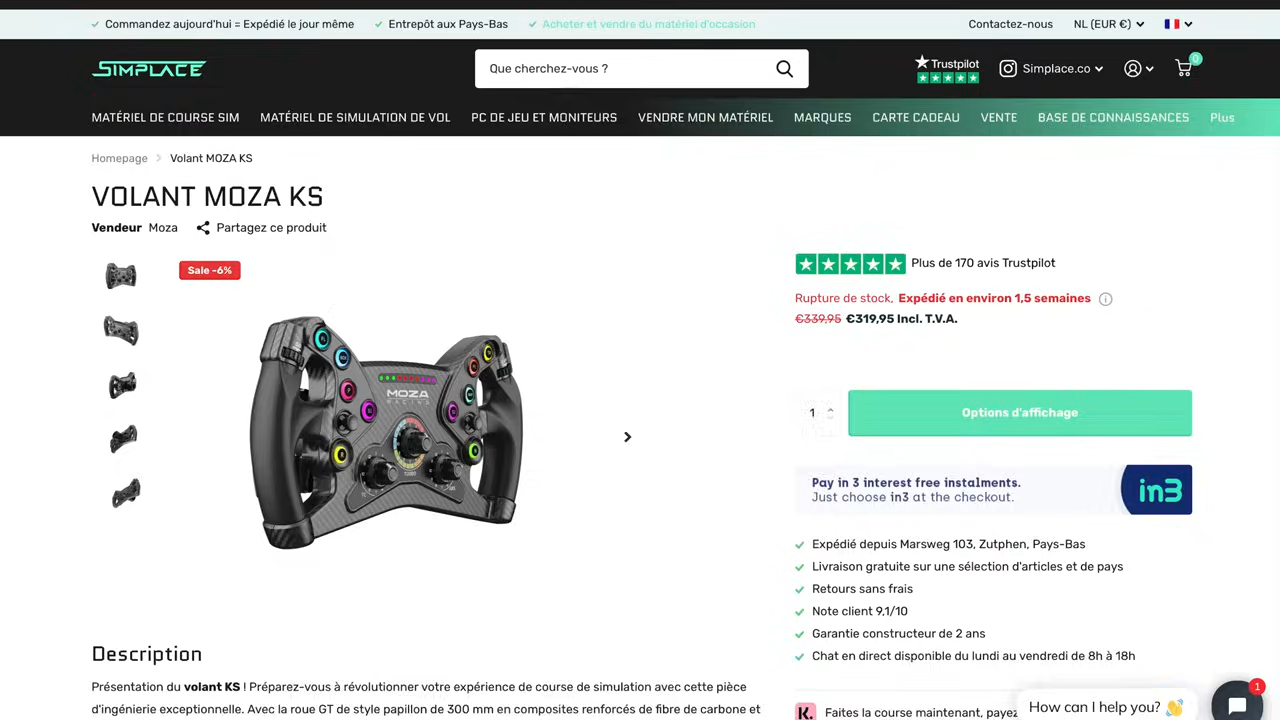 Commandez aujourd'hui = Expédié le jour même
Entrepôt aux Pays-Bas
Acheter et vendre du matériel d'occasion
Contactez-nous
NL (EUR €)
SIMPLACE
Que cherchez-vous ?
Trustpilot
Simplace.co
0
MATÉRIEL DE COURSE SIM
MATÉRIEL DE SIMULATION DE VOL
PC DE JEU ET MONITEURS
VENDRE MON MATÉRIEL
MARQUES
CARTE CADEAU
VENTE
BASE DE CONNAISSANCES
Plus
Homepage
Volant MOZA KS
VOLANT MOZA KS
Vendeur Moza
Partagez ce produit
Sale -6%
MOZA
RACING
Plus de 170 avis Trustpilot
Rupture de stock, Expédié en environ 1,5 semaines
€339,95 €319,95 Incl. T.V.A.
1
Options d'affichage
Pay in 3 interest free instalments.
Just choose in3 at the checkout.
in3
Expédié depuis Marsweg 103, Zutphen, Pays-Bas
Livraison gratuite sur une sélection d'articles et de pays
Retours sans frais
Note client 9,1/10
Garantie constructeur de 2 ans
Chat en direct disponible du lundi au vendredi de 8h à 18h
Description
Présentation du volant KS ! Préparez-vous à révolutionner votre expérience de course de simulation avec cette pièce
d'ingénierie exceptionnelle. Avec la roue GT de style papillon de 300 mm en composites renforcés de fibre de carbone et
K.
Faites la course maintenant, payez
How can I help you? 👋
1